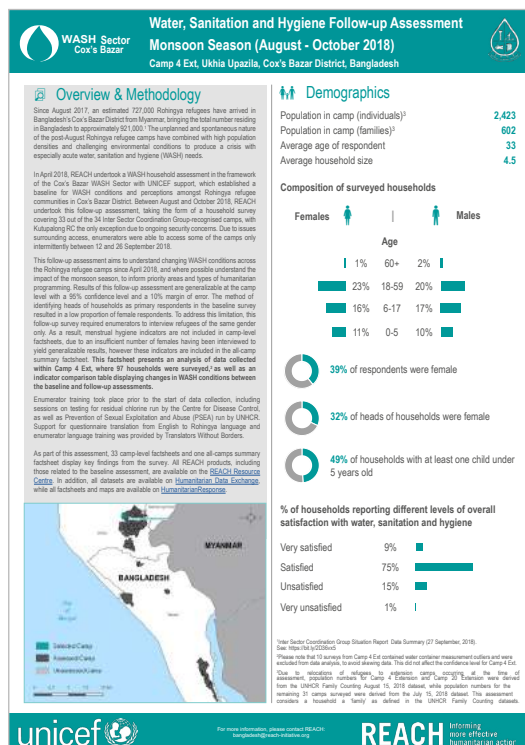 WASH Sector
Cox's Bazar
Water, Sanitation and Hygiene Follow-up Assessment
Monsoon Season (August - October 2018)
Camp 4 Ext, Ukhia Upazila, Cox's Bazar District, Bangladesh
Overview & Methodology
Since August 2017, an estimated 727,000 Rohingya refugees have arrived in
Bangladesh's Cox's Bazar District from Myanmar, bringing the total number residing
in Bangladesh to approximately 921,000.¹ The unplanned and spontaneous nature
of the post-August Rohingya refugee camps have combined with high population
densities and challenging environmental conditions to produce a crisis with
especially acute water, sanitation and hygiene (WASH) needs.
In April 2018, REACH undertook a WASH household assessment in the framework
of the Cox's Bazar WASH Sector with UNICEF support, which established a
baseline for WASH conditions and perceptions amongst Rohingya refugee
communities in Cox's Bazar District. Between August and October 2018, REACH
undertook this follow-up assessment, taking the form of a household survey
covering 33 out of the 34 Inter Sector Coordination Group-recognised camps, with
Kutupalong RC the only exception due to ongoing security concerns. Due to issues
surrounding access, enumerators were able to access some of the camps only
intermittently between 12 and 26 September 2018.
This follow-up assessment aims to understand changing WASH conditions across
the Rohingya refugee camps since April 2018, and where possible understand the
impact of the monsoon season, to inform priority areas and types of humanitarian
programming. Results of this follow-up assessment are generalizable at the camp
level with a 95% confidence level and a 10% margin of error. The method of
identifying heads of households as primary respondents in the baseline survey
resulted in a low proportion of female respondents. To address this limitation, this
follow-up survey required enumerators to interview refugees of the same gender
only. As a result, menstrual hygiene indicators are not included in camp-level
factsheets, due to an insufficient number of females having been interviewed to
yield generalizable results, however these indicators are included in the all-camp
summary factsheet. This factsheet presents an analysis of data collected
within Camp 4 Ext, where 97 households were surveyed,² as well as an
indicator comparison table displaying changes in WASH conditions between
the baseline and follow-up assessments.
Enumerator training took place prior to the start of data collection, including
sessions on testing for residual chlorine run by the Centre for Disease Control,
as well as Prevention of Sexual Exploitation and Abuse (PSEA) run by UNHCR.
Support for questionnaire translation from English to Rohingya language and
enumerator language training was provided by Translators Without Borders.
As part of this assessment, 33 camp-level factsheets and one all-camps summary
factsheet display key findings from the survey. All REACH products, including
those related to the baseline assessment, are available on the REACH Resource
Centre. In addition, all datasets are available on Humanitarian Data Exchange,
while all factsheets and maps are available on HumanitarianResponse.
MYANMAR
BANGLADESH
Bay of
Bengal
Selected Camp
Assessed Camp
Unassessed Camp
Demographics
Population in camp (individuals)³ 2,423
Population in camp (families)³ 602
Average age of respondent 33
Average household size 4.5
Composition of surveyed households
Females | Males
Age
1% 60+ 2%
23% 18-59 20%
16% 6-17 17%
11% 0-5 10%
39% of respondents were female
32% of heads of households were female
49% of households with at least one child under
5 years old
% of households reporting different levels of overall
satisfaction with water, sanitation and hygiene
Very satisfied 9%
Satisfied 75%
Unsatisfied 15%
Very unsatisfied 1%
¹Inter Sector Coordination Group Situation Report Data Summary (27 September, 2018).
See: https://bit.ly/2D36vx5
²Please note that 10 surveys from Camp 4 Ext contained water container measurement outliers and were
excluded from data analysis, to avoid skewing data. This did not affect the confidence level for Camp 4 Ext.
³Due to relocations of refugees to extension camps occurring at the time of
assessment, population numbers for Camp 4 Extension and Camp 20 Extension were derived
from the UNHCR Family Counting August 15, 2018 dataset, while population numbers for the
remaining 31 camps surveyed were derived from the July 15, 2018 dataset. This assessment
considers a household a family as defined in the UNHCR Family Counting datasets.
unicef
For more information, please contact REACH:
bangladesh@reach-initiative.org
REACH
Informing
more effective
humanitarian action